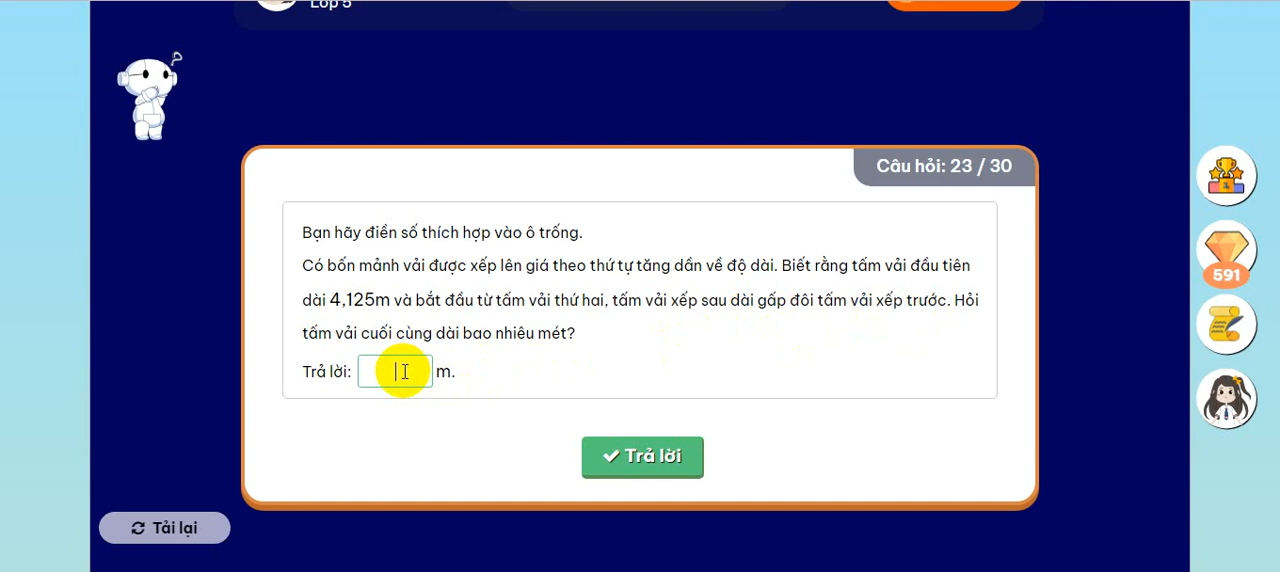 Lớp 5
Câu hỏi: 23 / 30
Bạn hãy điền số thích hợp vào ô trống.
Có bốn mảnh vải được xếp lên giá theo thứ tự tăng dần về độ dài. Biết rằng tấm vải đầu tiên
dài 4,125m và bắt đầu từ tấm vải thứ hai, tấm vải xếp sau dài gấp đôi tấm vải xếp trước. Hỏi
tấm vải cuối cùng dài bao nhiêu mét?
Trả lời: m.
Trả lời
591
Tải lại